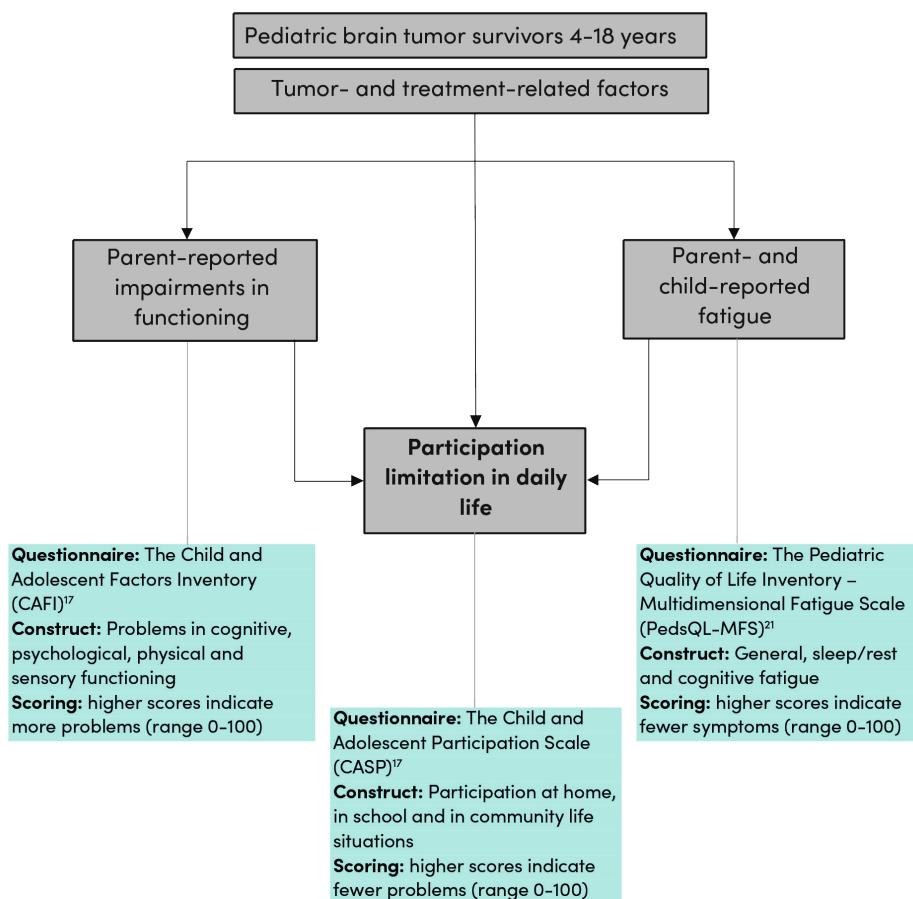 Pediatric brain tumor survivors 4-18 years
Tumor- and treatment-related factors
Parent-reported
impairments in
functioning
Parent- and
child-reported
fatigue
Participation
limitation in daily
life
Questionnaire: The Child and
Adolescent Factors Inventory
(CAFI)¹⁷
Construct: Problems in cognitive,
psychological, physical and
sensory functioning
Scoring: higher scores indicate
more problems (range 0-100)
Questionnaire: The Child and
Adolescent Participation Scale
(CASP)¹⁷
Construct: Participation at home,
in school and in community life
situations
Scoring: higher scores indicate
fewer problems (range 0-100)
Questionnaire: The Pediatric
Quality of Life Inventory –
Multidimensional Fatigue Scale
(PedsQL-MFS)²¹
Construct: General, sleep/rest
and cognitive fatigue
Scoring: higher scores indicate
fewer symptoms (range 0-100)